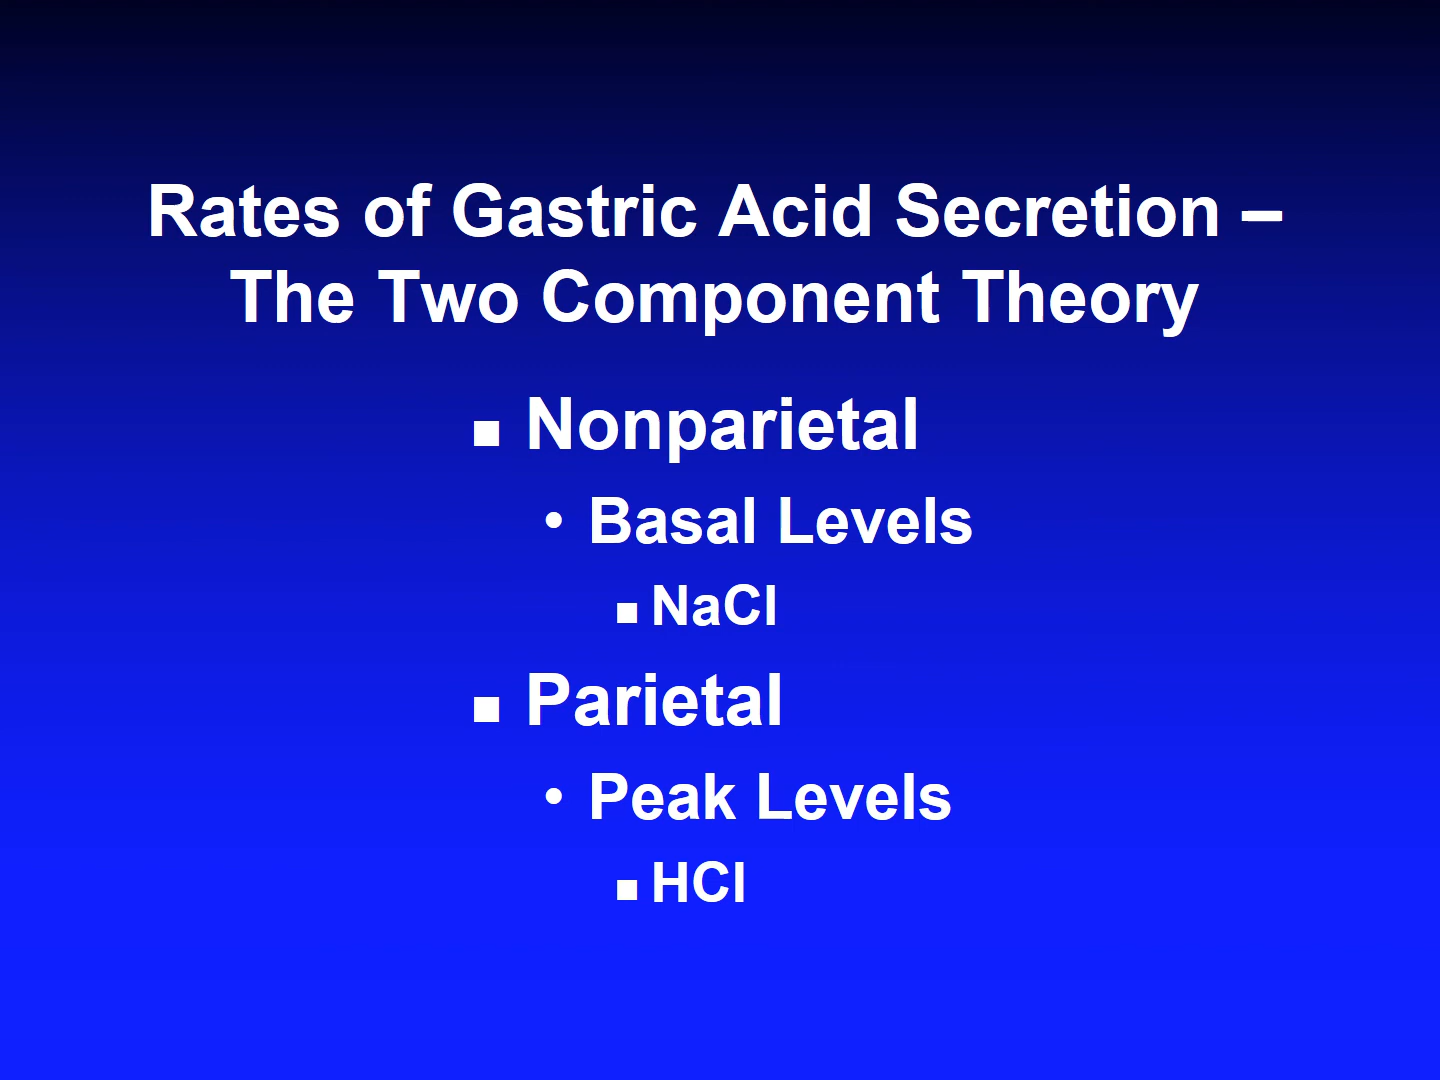 Rates of Gastric Acid Secretion –
The Two Component Theory
■ Nonparietal
• Basal Levels
■ NaCl
■ Parietal
• Peak Levels
■ HCl